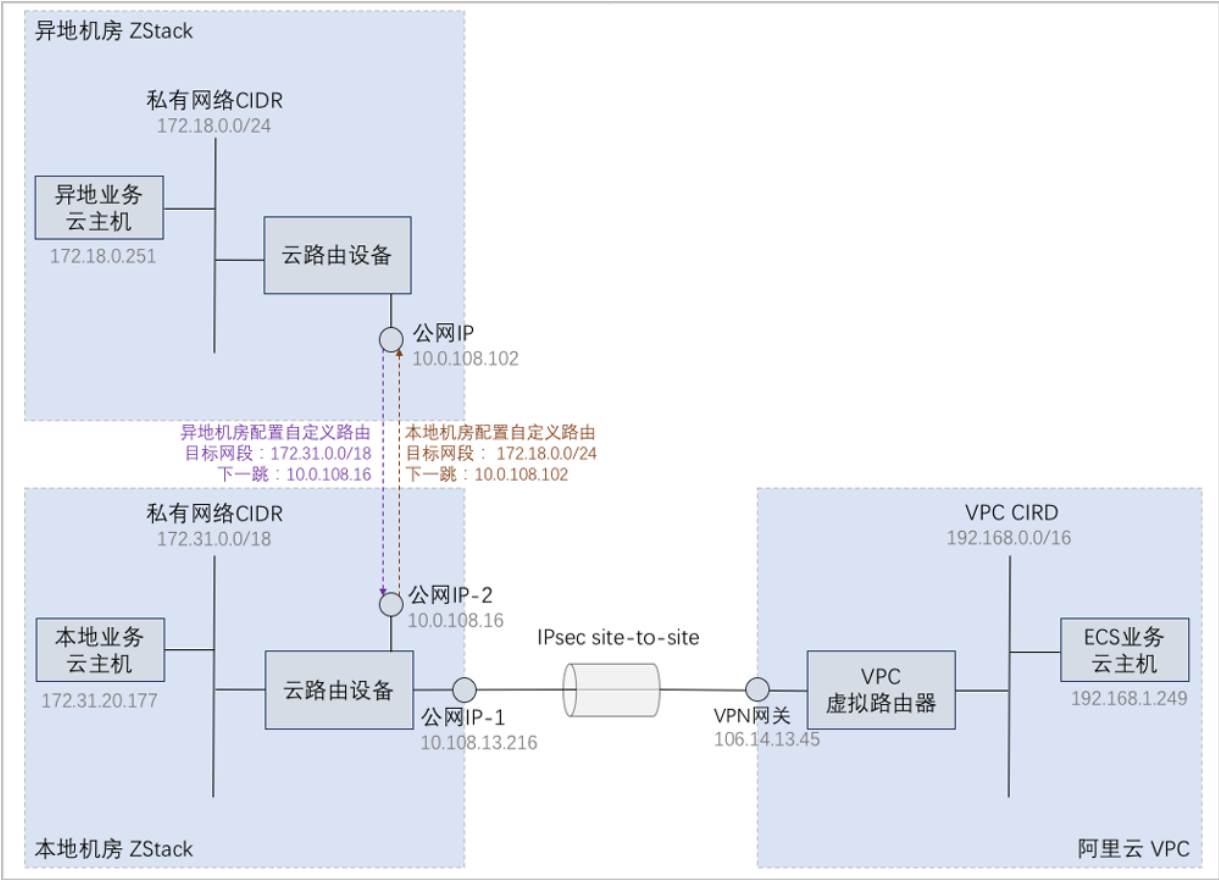 异地机房 ZStack
私有网络CIDR
172.18.0.0/24
异地业务
云主机
172.18.0.251
云路由设备
公网IP
10.0.108.102
异地机房配置自定义路由
目标网段：172.31.0.0/18
下一跳：10.0.108.16
本地机房配置自定义路由
目标网段： 172.18.0.0/24
下一跳：10.0.108.102
私有网络CIDR
172.31.0.0/18
公网IP-2
10.0.108.16
本地业务
云主机
172.31.20.177
云路由设备
公网IP-1
10.108.13.216
本地机房 ZStack
IPsec site-to-site
VPC CIRD
192.168.0.0/16
VPN网关
106.14.13.45
VPC
虚拟路由器
ECS业务
云主机
192.168.1.249
阿里云 VPC